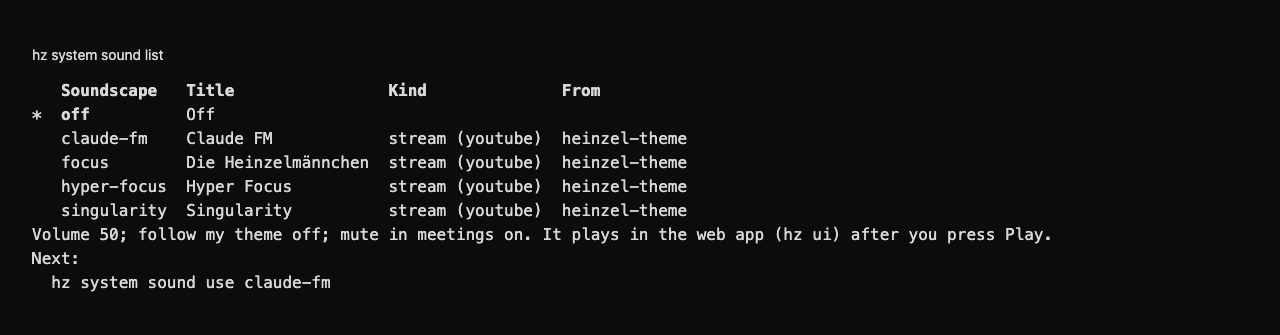 hz system sound list
Soundscape Title Kind From
* off Off
claude-fm Claude FM stream (youtube) heinzel-theme
focus Die Heinzelmännchen stream (youtube) heinzel-theme
hyper-focus Hyper Focus stream (youtube) heinzel-theme
singularity Singularity stream (youtube) heinzel-theme
Volume 50; follow my theme off; mute in meetings on. It plays in the web app (hz ui) after you press Play.
Next:
hz system sound use claude-fm